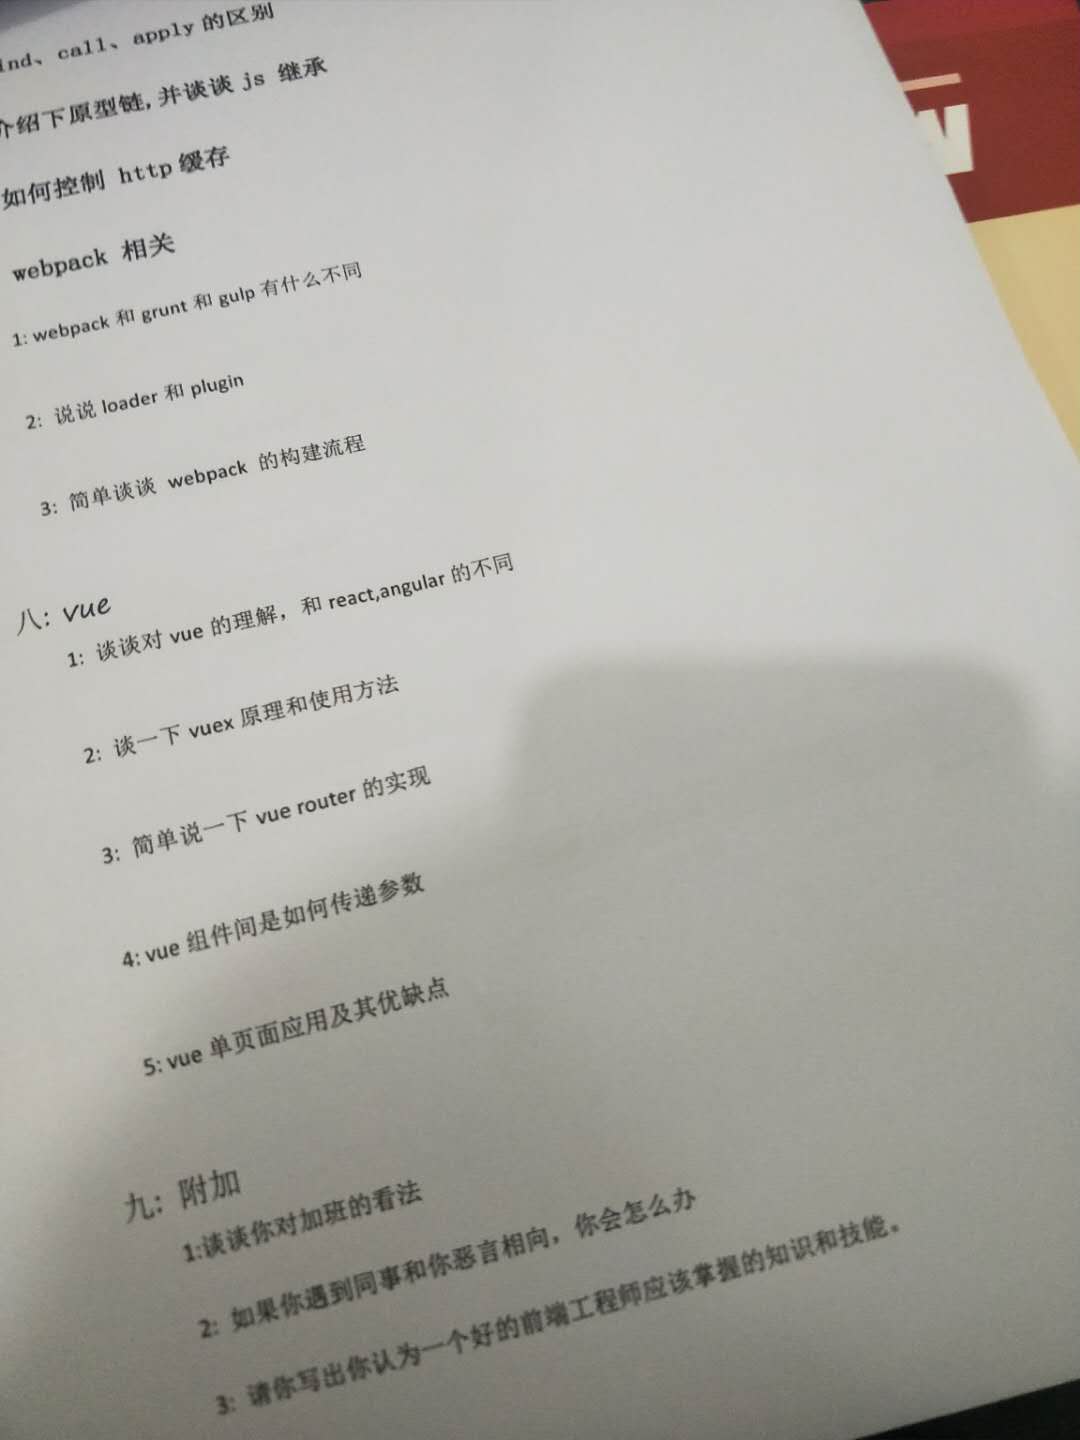 ind、call、apply 的区别
介绍下原型链,并谈谈 js 继承
如何控制 http 缓存
webpack 相关
1: webpack 和 grunt 和 gulp 有什么不同
2: 说说 loader 和 plugin
3: 简单谈谈 webpack 的构建流程
八: vue
1: 谈谈对 vue 的理解，和 react,angular 的不同
2: 谈一下 vuex 原理和使用方法
3: 简单说一下 vue router 的实现
4: vue 组件间是如何传递参数
5: vue 单页面应用及其优缺点
九: 附加
1:谈谈你对加班的看法
2: 如果你遇到同事和你恶言相向，你会怎么办
3: 请你写出你认为一个好的前端工程师应该掌握的知识和技能。